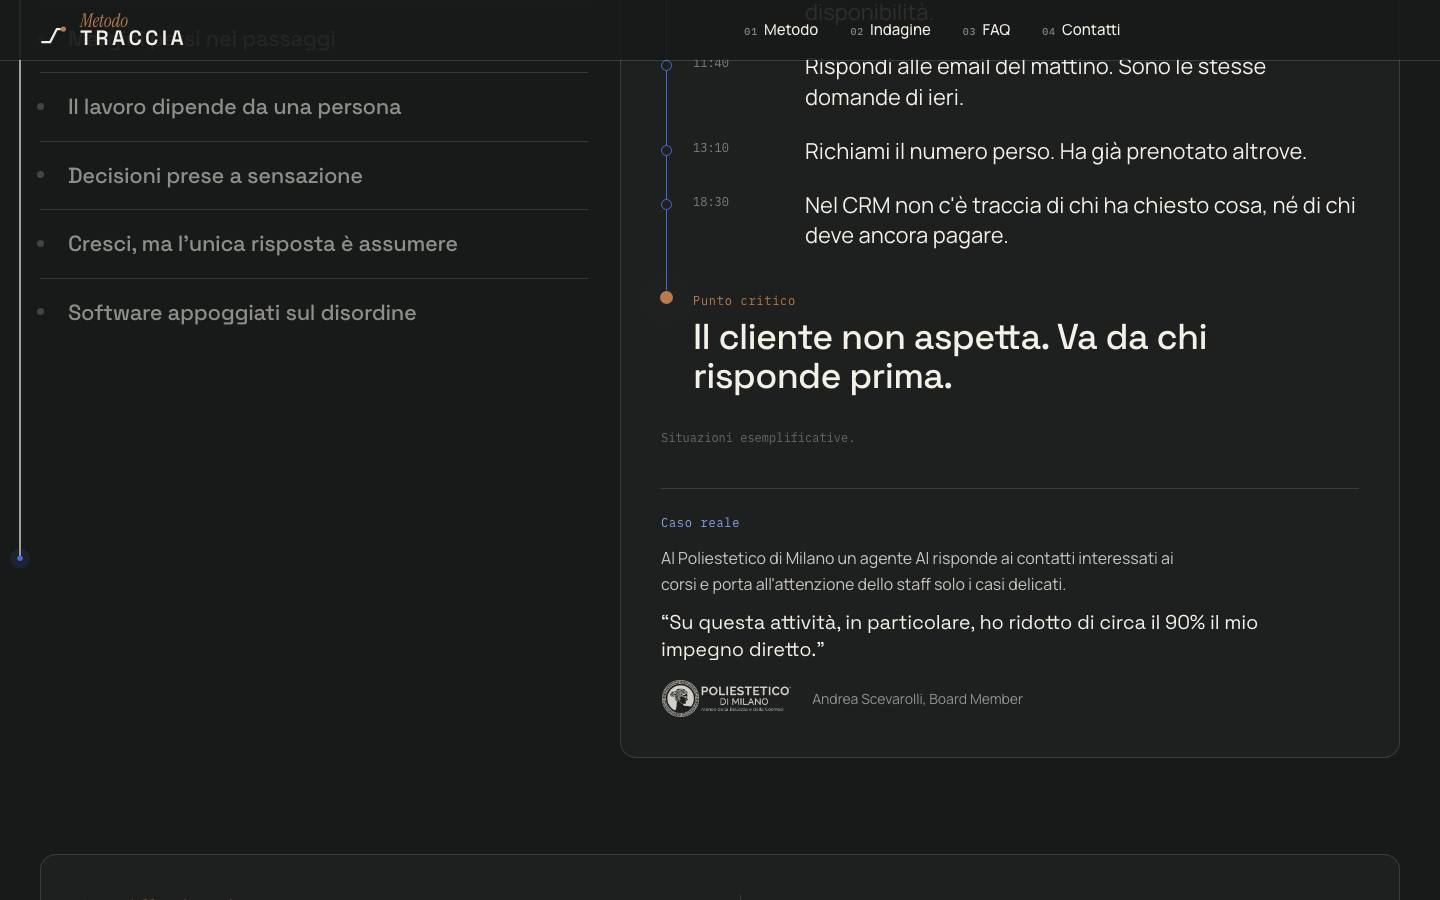 Metodo
TRACCIA
01 Metodo
02 Indagine
03 FAQ
04 Contatti
si nei passaggi
Il lavoro dipende da una persona
Decisioni prese a sensazione
Cresci, ma l’unica risposta è assumere
Software appoggiati sul disordine
disponibilità.
11:40
Rispondi alle email del mattino. Sono le stesse
domande di ieri.
13:10
Richiami il numero perso. Ha già prenotato altrove.
18:30
Nel CRM non c'è traccia di chi ha chiesto cosa, né di chi
deve ancora pagare.
Punto critico
Il cliente non aspetta. Va da chi
risponde prima.
Situazioni esemplificative.
Caso reale
Al Poliestetico di Milano un agente AI risponde ai contatti interessati ai
corsi e porta all'attenzione dello staff solo i casi delicati.
“Su questa attività, in particolare, ho ridotto di circa il 90% il mio
impegno diretto.”
POLIESTETICO
DI MILANO
Andrea Scevarolli, Board Member